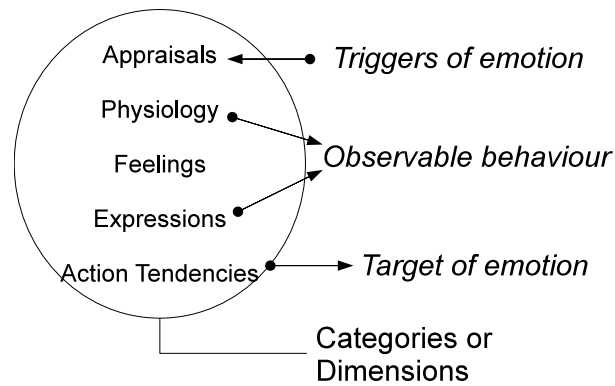 Appraisals
Triggers of emotion
Physiology
Observable behaviour
Feelings
Expressions
Action Tendencies
Target of emotion
Categories or
Dimensions